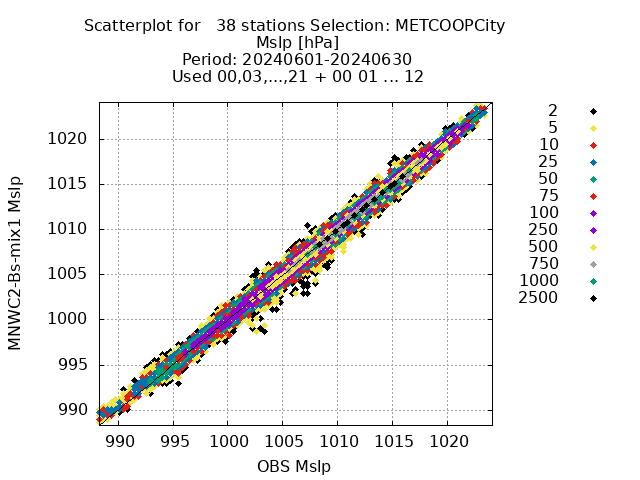 Scatterplot for   38 stations Selection: METCOOPCity
Mslp [hPa]
Period: 20240601-20240630
Used 00,03,...,21 + 00 01 ... 12
2
5
10
25
50
75
100
250
500
750
1000
2500
MNWC2-Bs-mix1 Mslp
1020
1015
1010
1005
1000
995
990
990 995 1000 1005 1010 1015 1020
OBS Mslp